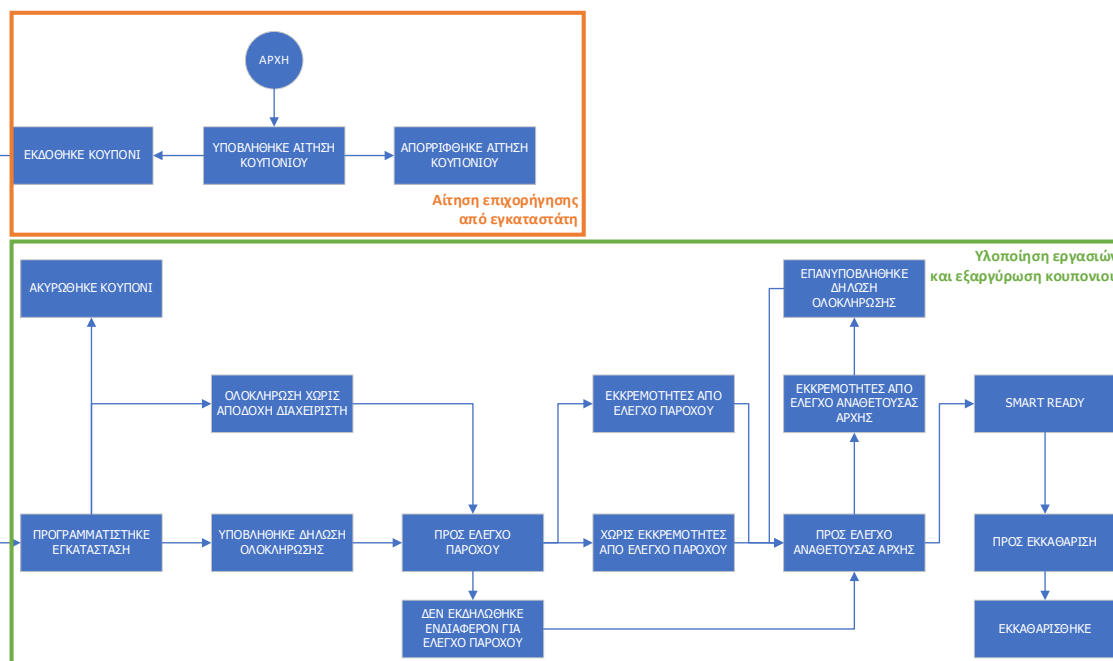 ΑΡΧΗ
ΕΚΔΟΘΗΚΕ ΚΟΥΠΟΝΙ
ΥΠΟΒΛΗΘΗΚΕ ΑΙΤΗΣΗ
ΚΟΥΠΟΝΙΟΥ
ΑΠΟΡΡΙΦΘΗΚΕ ΑΙΤΗΣΗ
ΚΟΥΠΟΝΙΟΥ
Αίτηση επιχορήγησης
από εγκαταστάτη
Υλοποίηση εργασιών
και εξαργύρωση κουπονιού
ΑΚΥΡΩΘΗΚΕ ΚΟΥΠΟΝΙ
ΕΠΑΝΥΠΟΒΛΗΘΗΚΕ
ΔΗΛΩΣΗ
ΟΛΟΚΛΗΡΩΣΗΣ
ΟΛΟΚΛΗΡΩΣΗ ΧΩΡΙΣ
ΑΠΟΔΟΧΗ ΔΙΑΧΕΙΡΙΣΤΗ
ΕΚΚΡΕΜΟΤΗΤΕΣ ΑΠΟ
ΕΛΕΓΧΟ ΠΑΡΟΧΟΥ
ΕΚΚΡΕΜΟΤΗΤΕΣ ΑΠΟ
ΕΛΕΓΧΟ ΑΝΑΘΕΤΟΥΣΑΣ
ΑΡΧΗΣ
SMART READY
ΠΡΟΓΡΑΜΜΑΤΙΣΤΗΚΕ
ΕΓΚΑΤΑΣΤΑΣΗ
ΥΠΟΒΛΗΘΗΚΕ ΔΗΛΩΣΗ
ΟΛΟΚΛΗΡΩΣΗΣ
ΠΡΟΣ ΕΛΕΓΧΟ
ΠΑΡΟΧΟΥ
ΧΩΡΙΣ ΕΚΚΡΕΜΟΤΗΤΕΣ
ΑΠΟ ΕΛΕΓΧΟ ΠΑΡΟΧΟΥ
ΠΡΟΣ ΕΛΕΓΧΟ
ΑΝΑΘΕΤΟΥΣΑΣ ΑΡΧΗΣ
ΠΡΟΣ ΕΚΚΑΘΑΡΙΣΗ
ΔΕΝ ΕΚΔΗΛΩΘΗΚΕ
ΕΝΔΙΑΦΕΡΟΝ ΓΙΑ
ΕΛΕΓΧΟ ΠΑΡΟΧΟΥ
ΕΚΚΑΘΑΡΙΣΘΗΚΕ